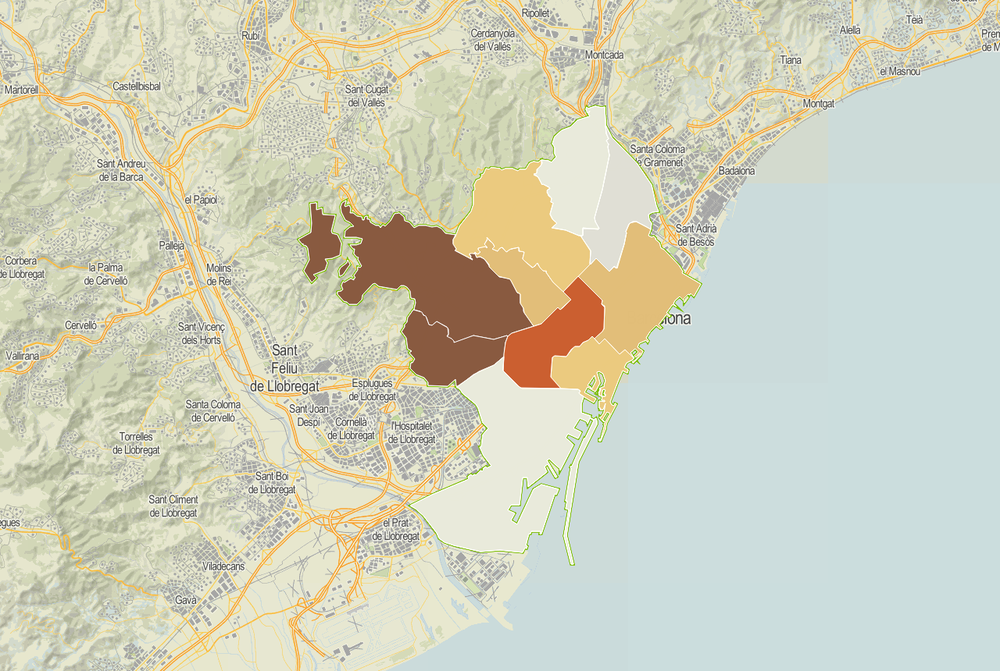 Ripollet
Teià
Alella
Rubí
Cerdanyola
del Vallès
Montcada
Tiana
el Masnou
Martorell
Castellbisbal
Sant Cugat
del Vallès
Montgat
Santa Coloma
de Gramenet
Sant Andreu
de la Barca
Badalona
el Papiol
Sant Adrià
de Besòs
Pallejà
Corbera
de Llobregat
la Palma
de Cervelló
Molins
de Rei
Cervelló
Sant Vicenç
dels Horts
Vallirana
Sant
Feliu
de Llobregat
Esplugues
de Llobregat
Santa Coloma
de Cervelló
Sant Joan
Despí
Cornellà
de Llobregat
l'Hospitalet
de Llobregat
Torrelles
de Llobregat
Sant Boi
de Llobregat
Sant Climent
de Llobregat
el Prat
de Llobregat
Viladecans
Gavà